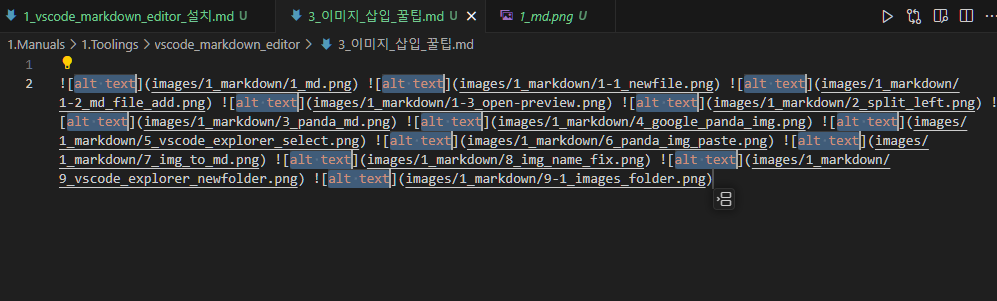 1_vscode_markdown_editor_설치.md
3_이미지_삽입_꿀팁.md
1_md.png
1.Manuals > 1.Toolings > vscode_markdown_editor > 3_이미지_삽입_꿀팁.md
1
2 ![alt text](images/1_markdown/1_md.png) ![alt text](images/1_markdown/1-1_newfile.png) ![alt text](images/1_markdown/
1-2_md_file_add.png) ![alt text](images/1_markdown/1-3_open-preview.png) ![alt text](images/1_markdown/2_split_left.png) !
[alt text](images/1_markdown/3_panda_md.png) ![alt text](images/1_markdown/4_google_panda_img.png) ![alt text](images/
1_markdown/5_vscode_explorer_select.png) ![alt text](images/1_markdown/6_panda_img_paste.png) ![alt text](images/
1_markdown/7_img_to_md.png) ![alt text](images/1_markdown/8_img_name_fix.png) ![alt text](images/1_markdown/
9_vscode_explorer_newfolder.png) ![alt text](images/1_markdown/9-1_images_folder.png)